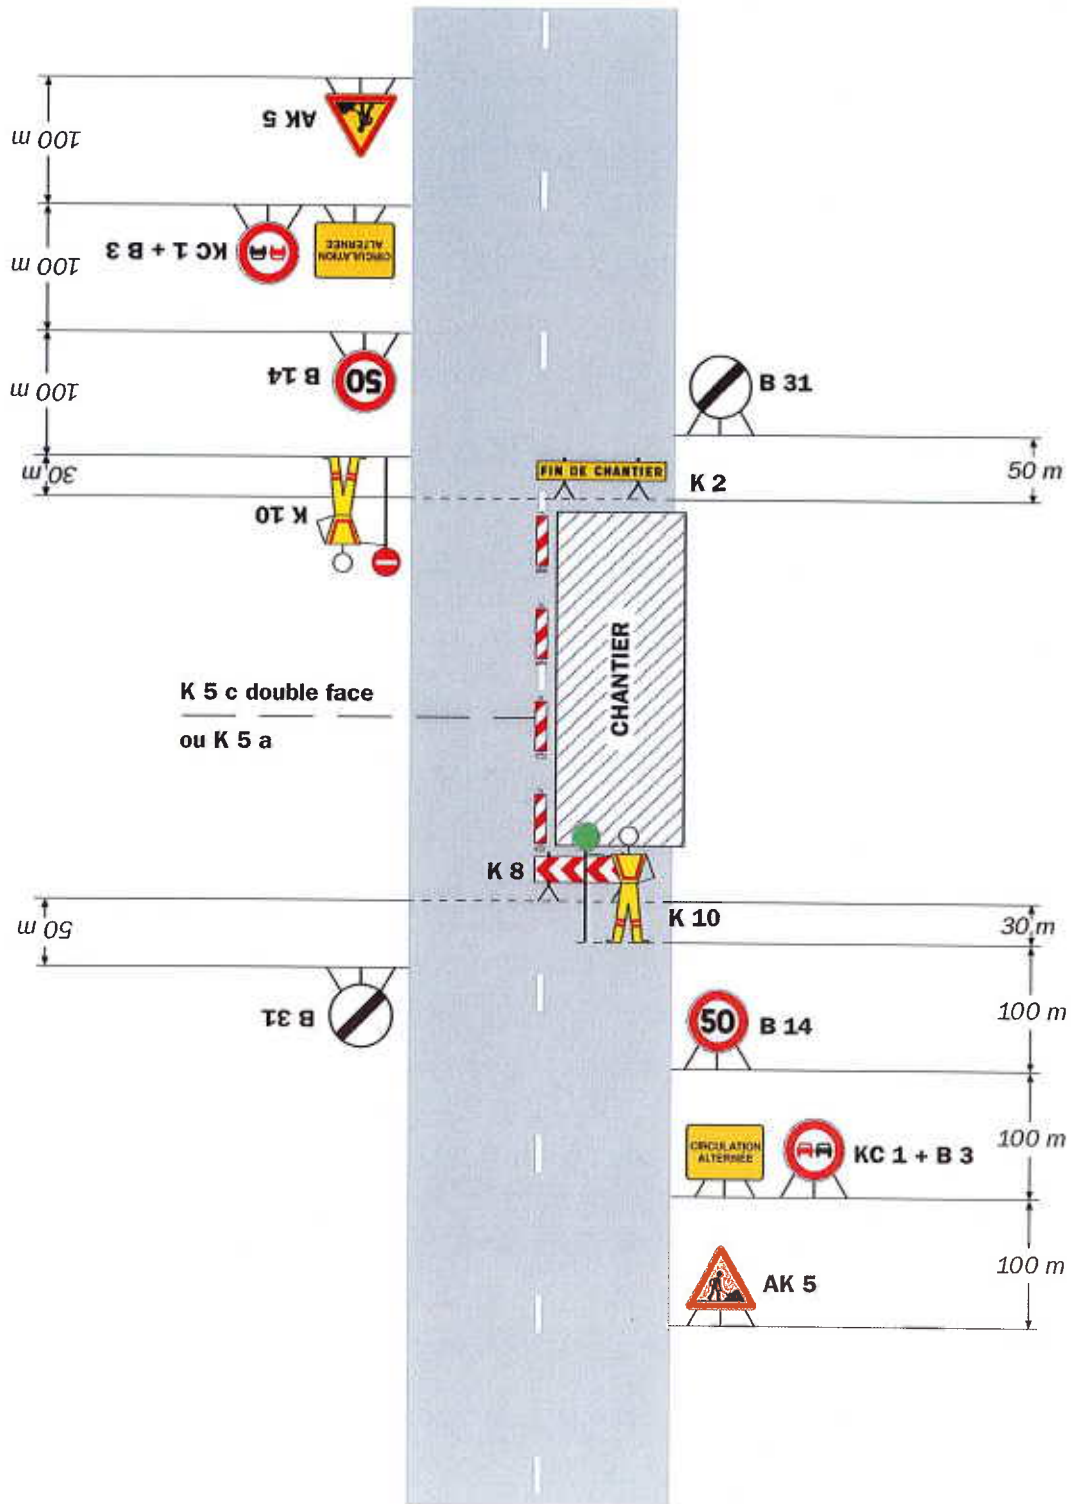 AK 5
100 m
KC 1 + B 3
CIRCULATION
ALTERNÉE
100 m
B 14
50
100 m
B 31
30 m
K 10
FIN DE CHANTIER
K 2
50 m
CHANTIER
K 5 c double face
ou K 5 a
K 8
K 10
50 m
30 m
B 31
50
B 14
100 m
CIRCULATION
ALTERNÉE
KC 1 + B 3
100 m
AK 5
100 m